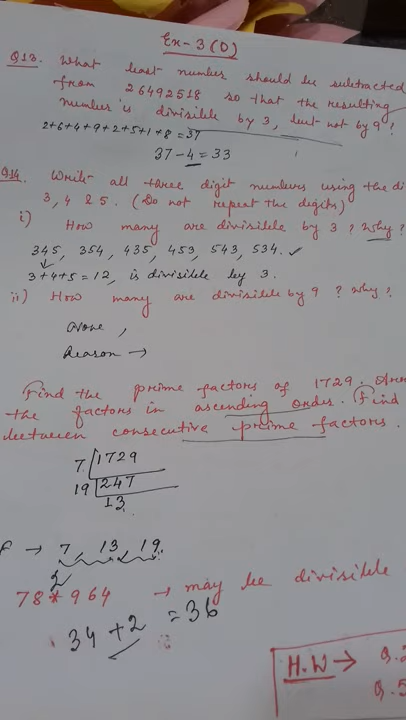 Ex-3(D)
Q13. What least number should be subtracted
from 26492518 so that the resulting
number is divisible by 3, but not by 9?
2+6+4+9+2+5+1+8=37
37-4=33
Q14. Write all three digit numbers using the di
3, 4 & 5. (Do not repeat the digits)
i) How many are divisible by 3? Why?
345, 354, 435, 453, 543, 534. ✓
3+4+5=12, is divisible by 3.
ii) How many are divisible by 9? Why?
None,
Reason →
Find the prime factors of 1729. Arr
the factors in ascending order. Find
between consecutive prime factors.
7 1729
19 247
13
F → 7, 13, 19.
78*964 → may be divisible
34+2 =36
H.W → Q.2
Q.5